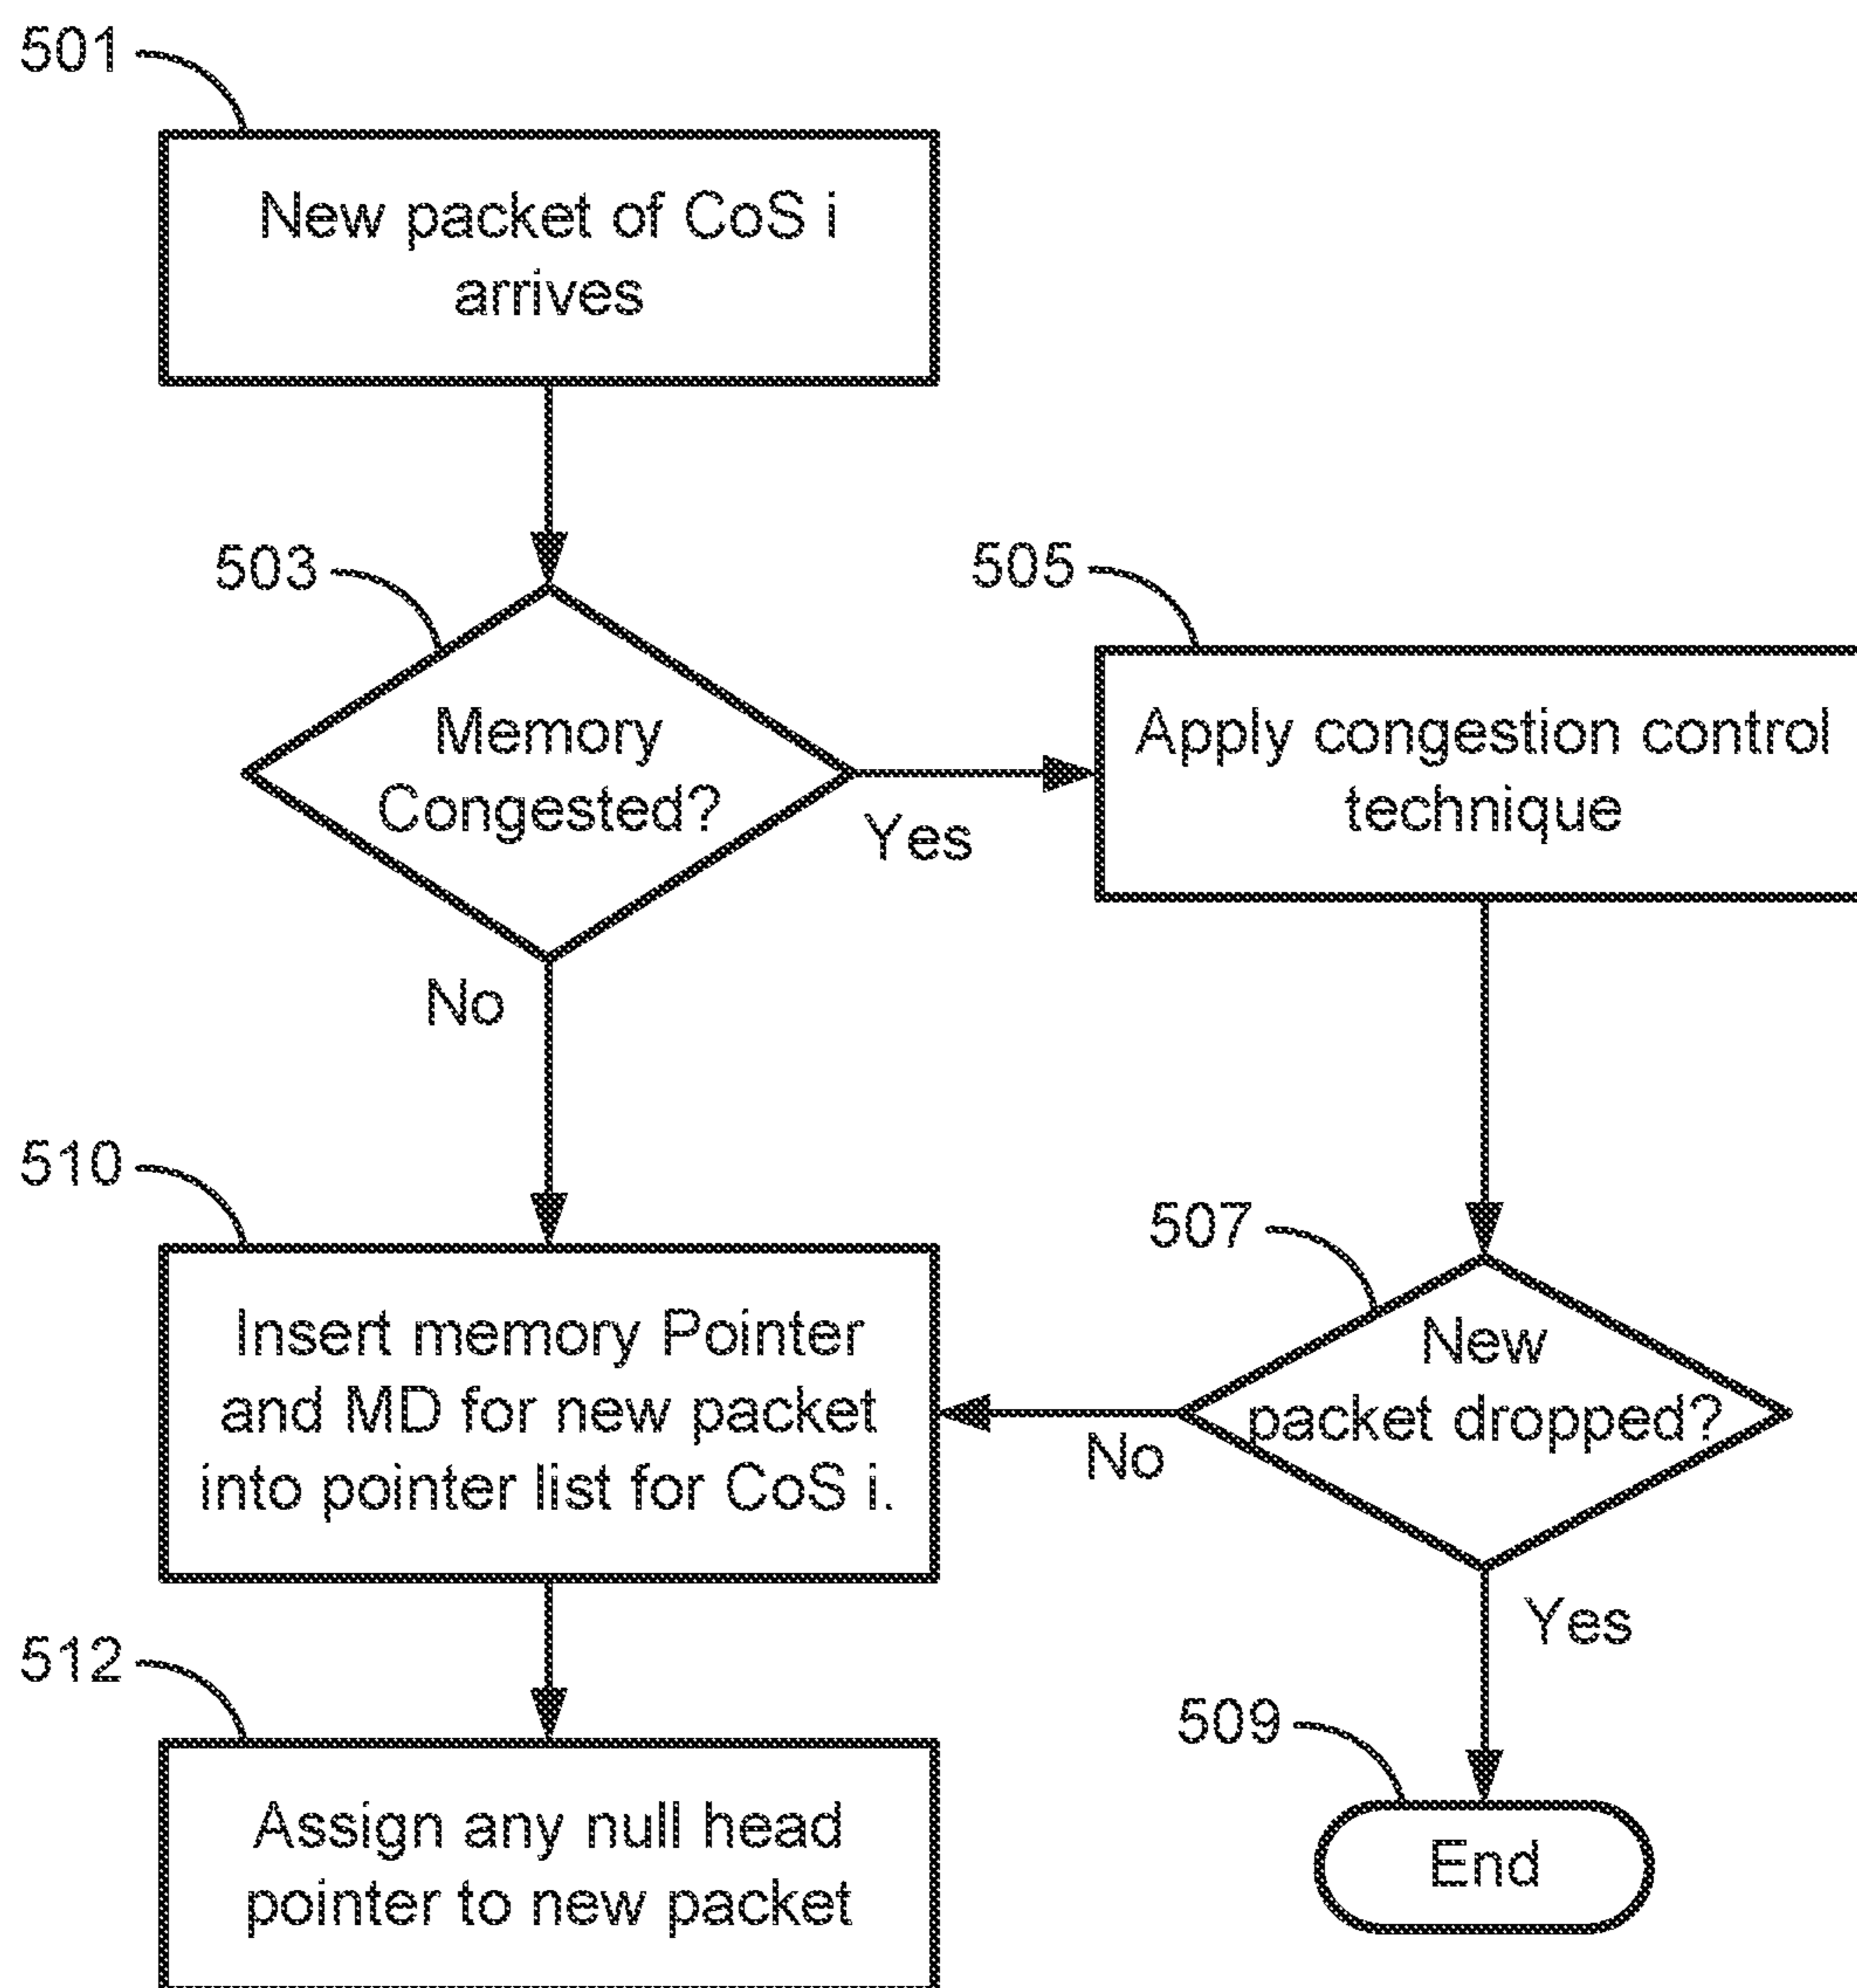 501
New packet of CoS i
arrives
503
Memory
Congested?
Yes
505
Apply congestion control
technique
No
510
Insert memory Pointer
and MD for new packet
into pointer list for CoS i.
507
New
packet dropped?
No
Yes
512
Assign any null head
pointer to new packet
509
End